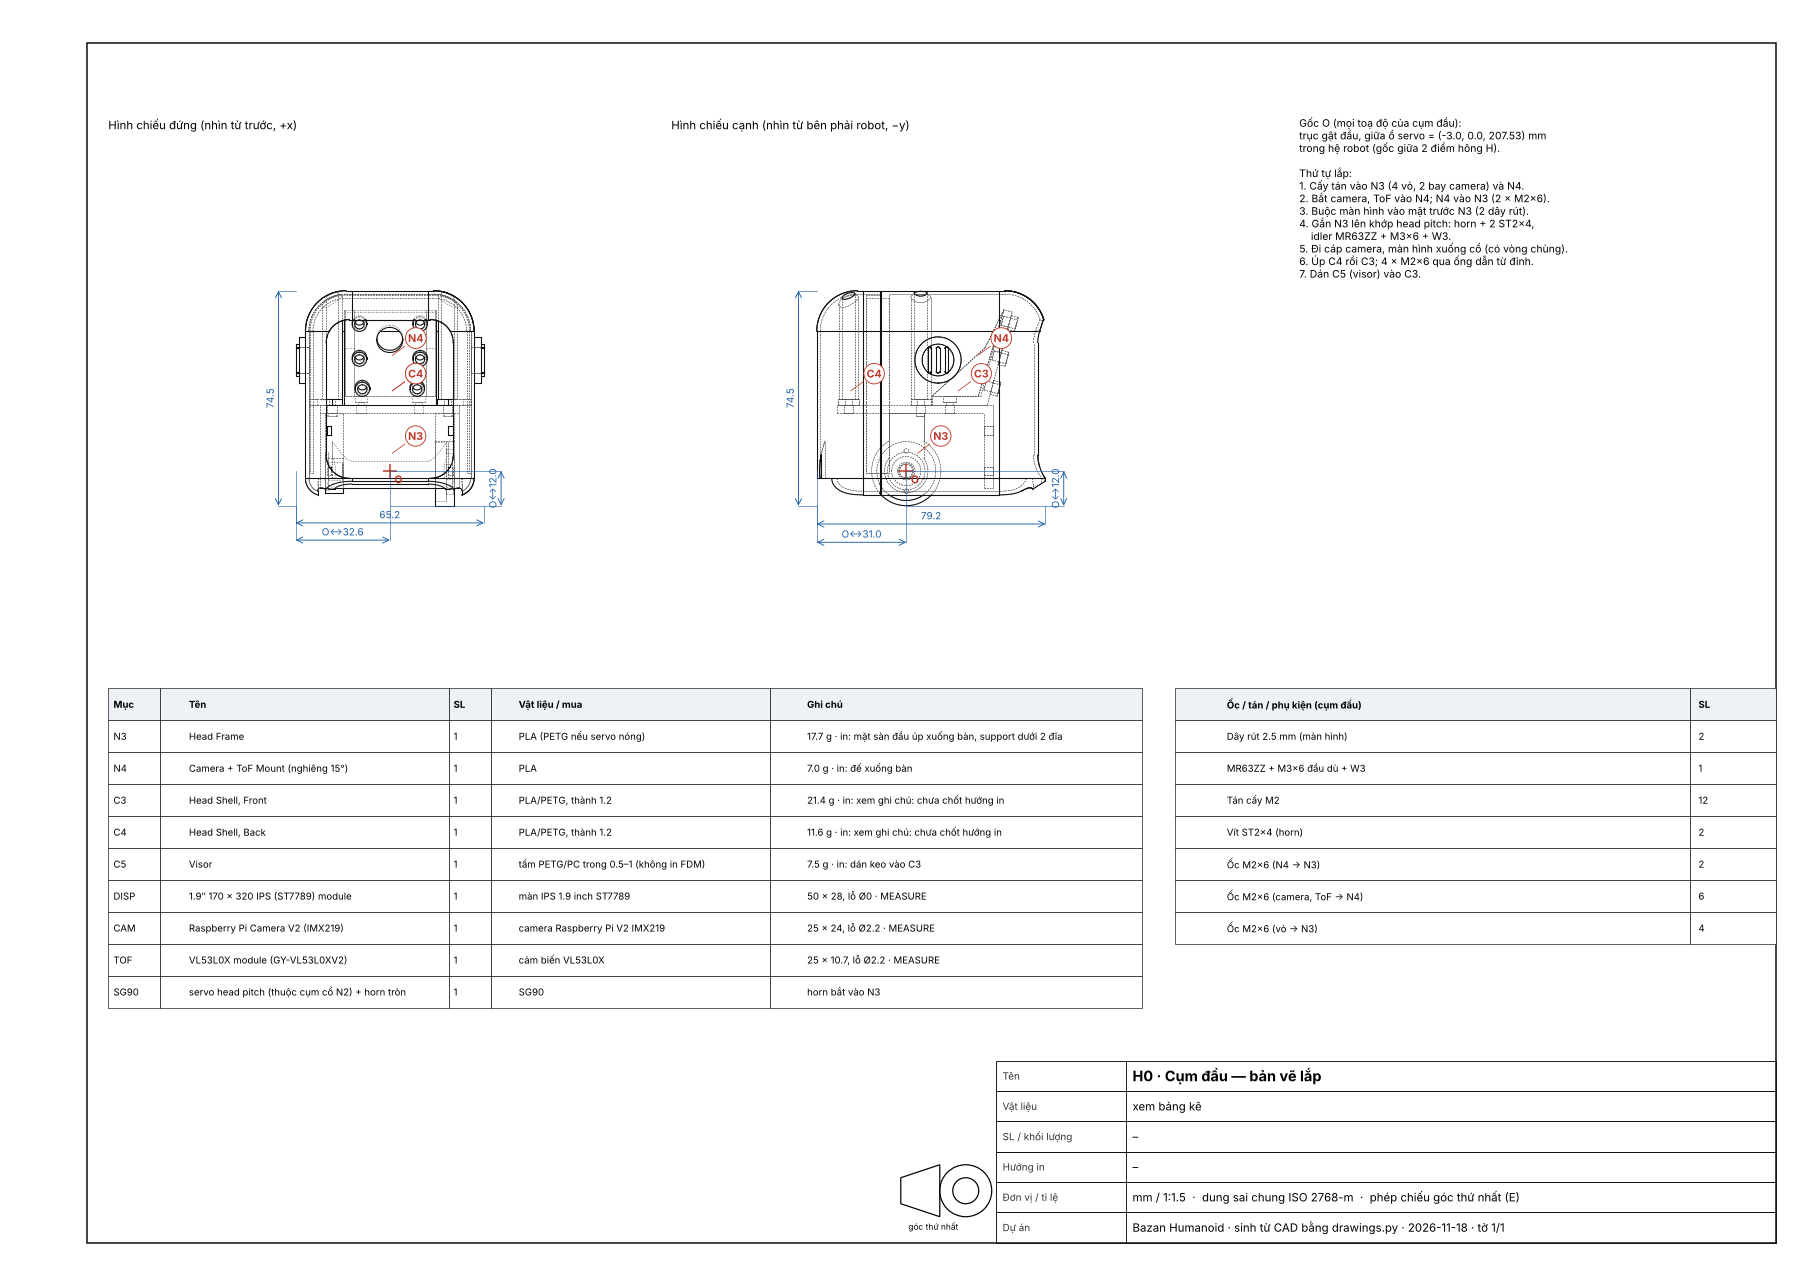 Hình chiếu đứng (nhìn từ trước, +x)
Hình chiếu cạnh (nhìn từ bên phải robot, −y)
Gốc O (mọi toạ độ của cụm đầu):
trục gật đầu, giữa ổ servo = (-3.0, 0.0, 207.53) mm
trong hệ robot (gốc giữa 2 điểm hông H).
Thứ tự lắp:
1. Cấy tán vào N3 (4 vỏ, 2 bay camera) và N4.
2. Bắt camera, ToF vào N4; N4 vào N3 (2 × M2×6).
3. Buộc màn hình vào mặt trước N3 (2 dây rút).
4. Gắn N3 lên khớp head pitch: horn + 2 ST2×4,
idler MR63ZZ + M3×6 + W3.
5. Đi cáp camera, màn hình xuống cổ (có vòng chùng).
6. Úp C4 rồi C3; 4 × M2×6 qua ống dẫn từ đỉnh.
7. Dán C5 (visor) vào C3.
N4
C4
N3
O
74.5
65.2
O↔32.6
O↔12.0
N4
C4
C3
N3
O
74.5
79.2
O↔31.0
O↔12.0
Mục Tên SL Vật liệu / mua Ghi chú
N3 Head Frame 1 PLA (PETG nếu servo nóng) 17.7 g · in: mặt sàn đầu úp xuống bàn, support dưới 2 đĩa
N4 Camera + ToF Mount (nghiêng 15°) 1 PLA 7.0 g · in: đế xuống bàn
C3 Head Shell, Front 1 PLA/PETG, thành 1.2 21.4 g · in: xem ghi chú: chưa chốt hướng in
C4 Head Shell, Back 1 PLA/PETG, thành 1.2 11.6 g · in: xem ghi chú: chưa chốt hướng in
C5 Visor 1 tấm PETG/PC trong 0.5–1 (không in FDM) 7.5 g · in: dán keo vào C3
DISP 1.9" 170 × 320 IPS (ST7789) module 1 màn IPS 1.9 inch ST7789 50 × 28, lỗ Ø0 · MEASURE
CAM Raspberry Pi Camera V2 (IMX219) 1 camera Raspberry Pi V2 IMX219 25 × 24, lỗ Ø2.2 · MEASURE
TOF VL53L0X module (GY-VL53L0XV2) 1 cảm biến VL53L0X 25 × 10.7, lỗ Ø2.2 · MEASURE
SG90 servo head pitch (thuộc cụm cổ N2) + horn tròn 1 SG90 horn bắt vào N3
Ốc / tán / phụ kiện (cụm đầu) SL
Dây rút 2.5 mm (màn hình) 2
MR63ZZ + M3×6 đầu dù + W3 1
Tán cấy M2 12
Vít ST2×4 (horn) 2
Ốc M2×6 (N4 → N3) 2
Ốc M2×6 (camera, ToF → N4) 6
Ốc M2×6 (vỏ → N3) 4
Tên H0 · Cụm đầu — bản vẽ lắp
Vật liệu xem bảng kê
SL / khối lượng –
Hướng in –
Đơn vị / tỉ lệ mm / 1:1.5 · dung sai chung ISO 2768-m · phép chiếu góc thứ nhất (E)
Dự án Bazan Humanoid · sinh từ CAD bằng drawings.py · 2026-11-18 · tờ 1/1
góc thứ nhất